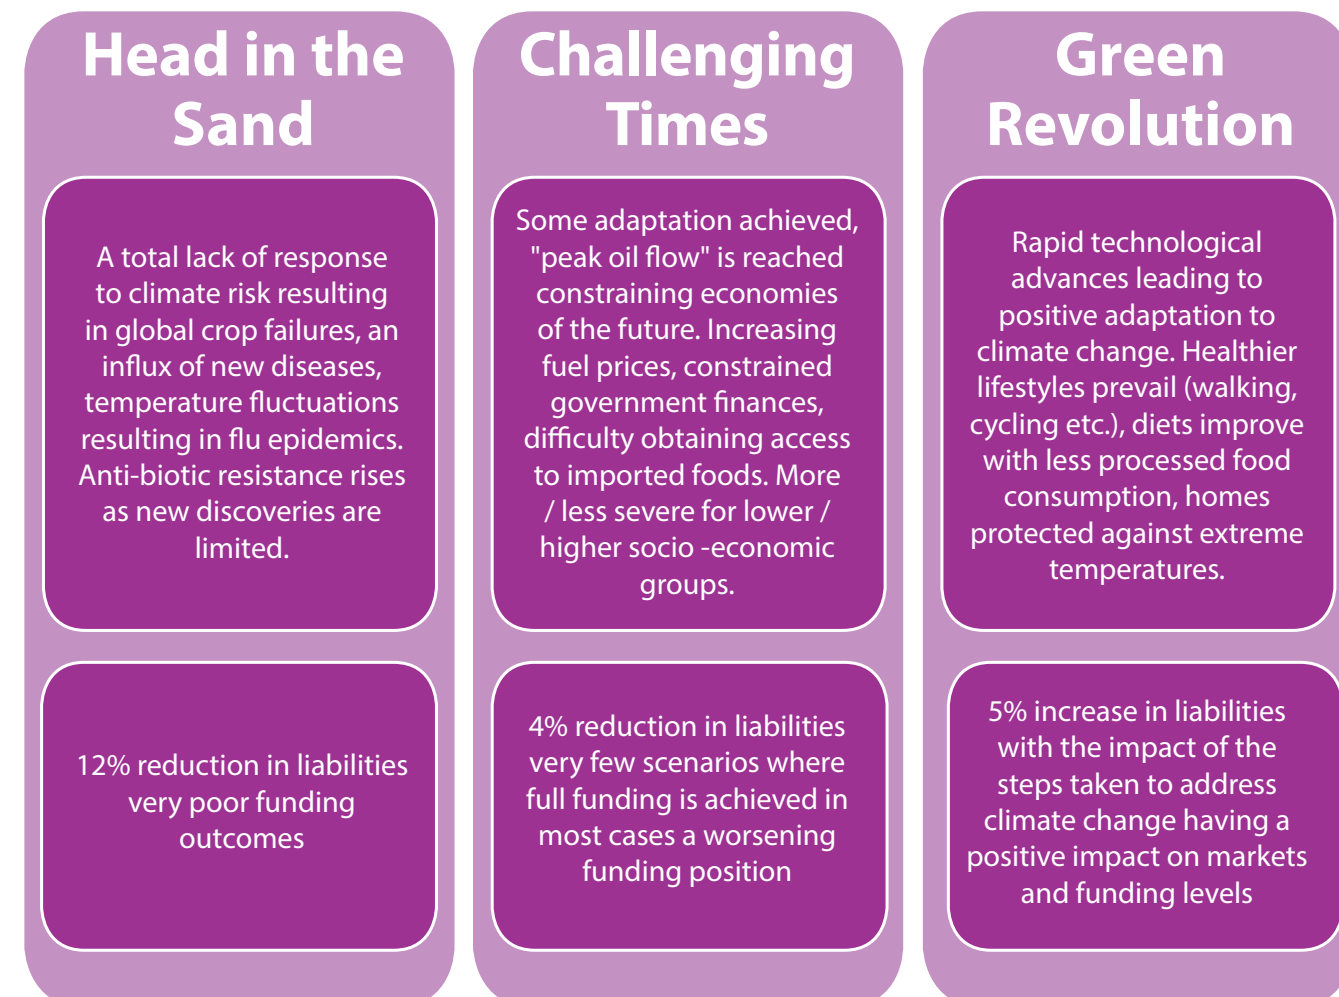 Head in the
Sand
A total lack of response
to climate risk resulting
in global crop failures, an
influx of new diseases,
temperature fluctuations
resulting in flu epidemics.
Anti-biotic resistance rises
as new discoveries are
limited.
12% reduction in liabilities
very poor funding
outcomes
Challenging
Times
Some adaptation achieved,
"peak oil flow" is reached
constraining economies
of the future. Increasing
fuel prices, constrained
government finances,
difficulty obtaining access
to imported foods. More
/ less severe for lower /
higher socio -economic
groups.
4% reduction in liabilities
very few scenarios where
full funding is achieved in
most cases a worsening
funding position
Green
Revolution
Rapid technological
advances leading to
positive adaptation to
climate change. Healthier
lifestyles prevail (walking,
cycling etc.), diets improve
with less processed food
consumption, homes
protected against extreme
temperatures.
5% increase in liabilities
with the impact of the
steps taken to address
climate change having a
positive impact on markets
and funding levels